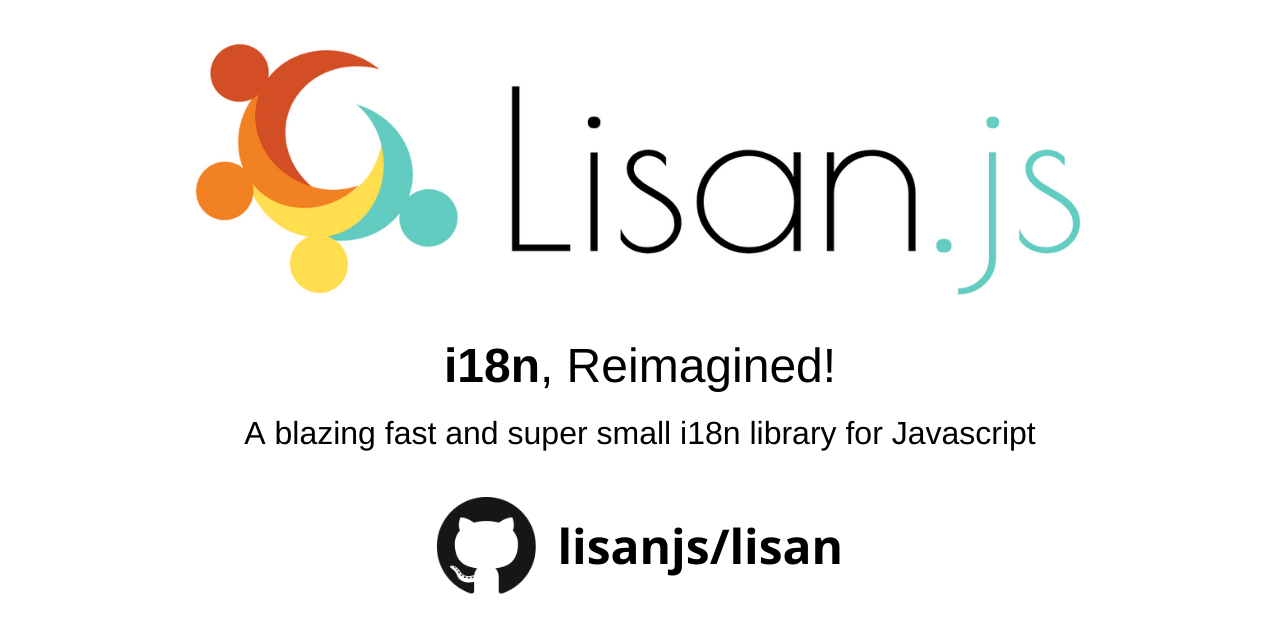 Lisan.js
i18n, Reimagined!
A blazing fast and super small i18n library for Javascript
lisanjs/lisan